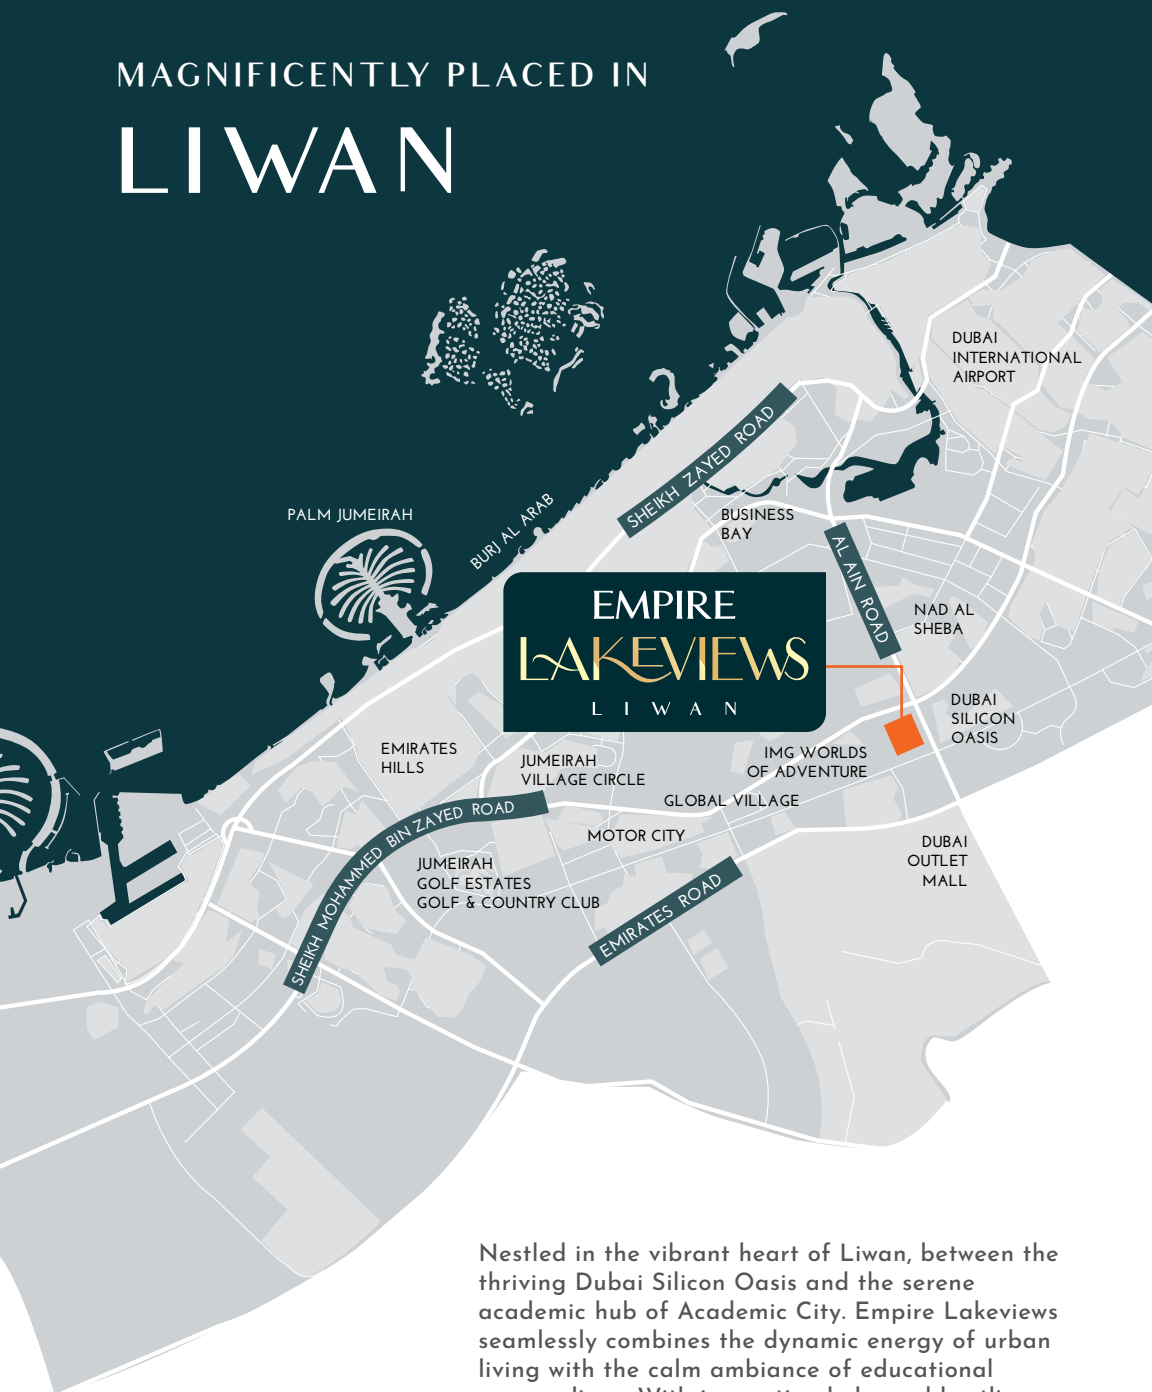 MAGNIFICENTLY PLACED IN
LIWAN
DUBAI
INTERNATIONAL
AIRPORT
SHEIKH ZAYED ROAD
PALM JUMEIRAH
BURJ AL ARAB
BUSINESS
BAY
AL AIN ROAD
NAD AL
SHEBA
EMPIRE
LAKEVIEWS
LIWAN
DUBAI
SILICON
OASIS
EMIRATES
HILLS
JUMEIRAH
VILLAGE CIRCLE
IMG WORLDS
OF ADVENTURE
GLOBAL VILLAGE
SHEIKH MOHAMMED BIN ZAYED ROAD
MOTOR CITY
DUBAI
OUTLET
MALL
JUMEIRAH
GOLF ESTATES
GOLF & COUNTRY CLUB
EMIRATES ROAD
Nestled in the vibrant heart of Liwan, between the
thriving Dubai Silicon Oasis and the serene
academic hub of Academic City. Empire Lakeviews
seamlessly combines the dynamic energy of urban
living with the calm ambiance of educational